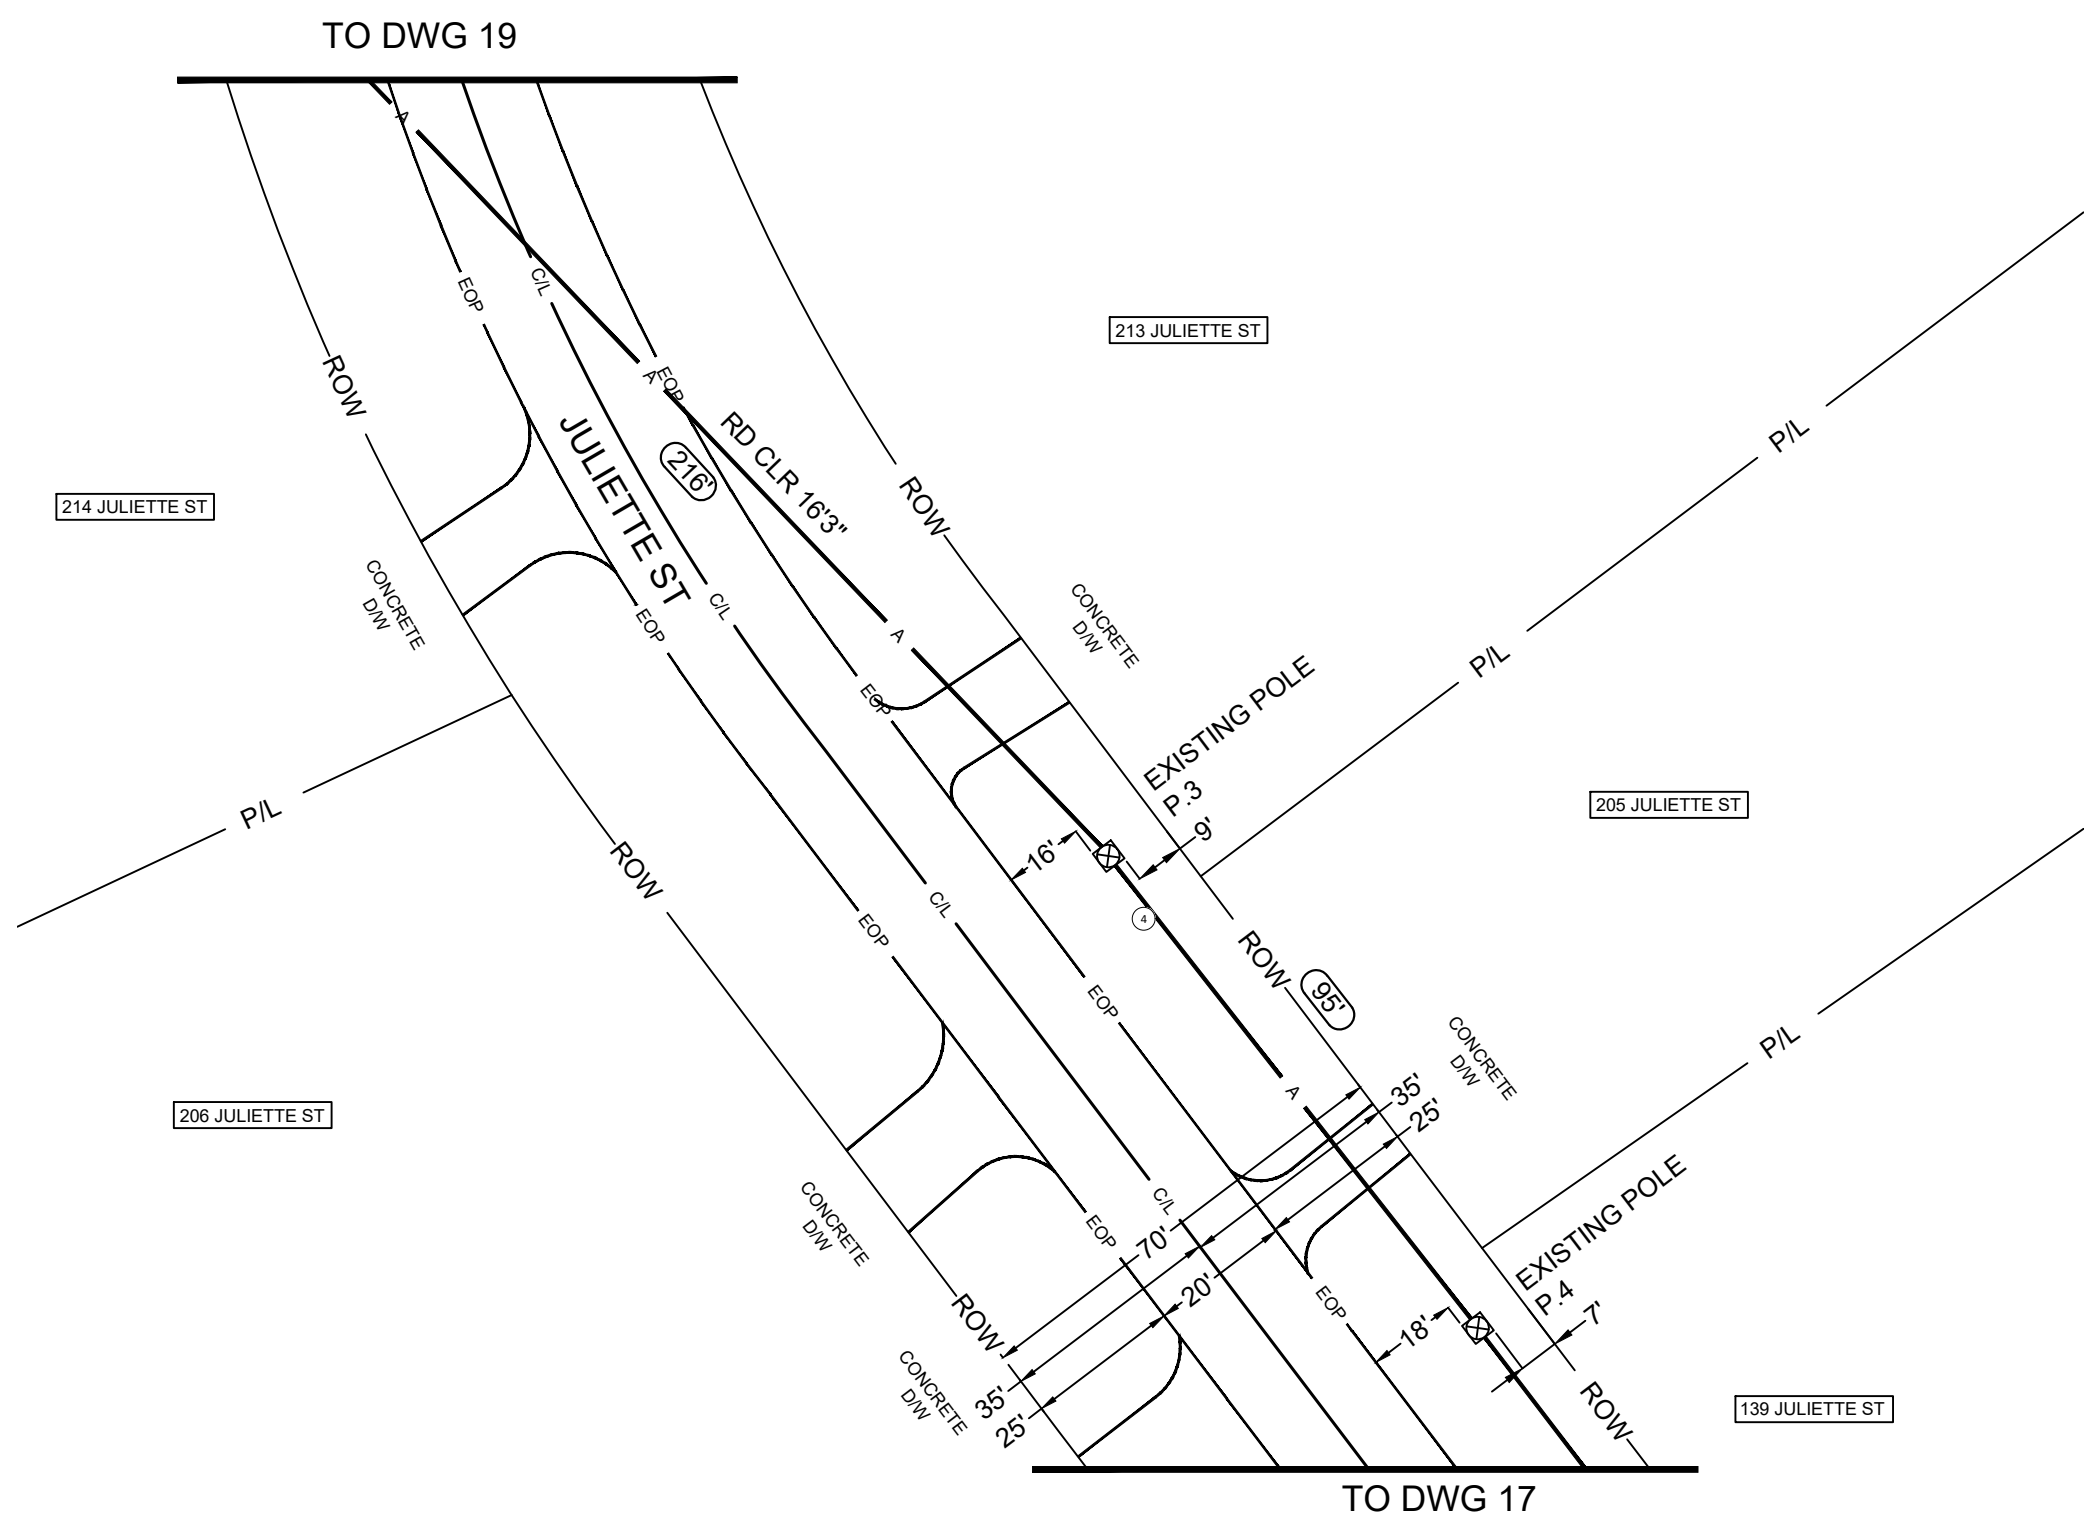 TO DWG 19
A
EOP
C/L
213 JULIETTE ST
ROW
A
EOP
RD CLR 16'3"
P/L
216'
JULIETTE ST
214 JULIETTE ST
ROW
CONCRETE
D/W
C/L
EOP
A
CONCRETE
D/W
P/L
EOP
EXISTING POLE
P.3
9'
205 JULIETTE ST
P/L
16'
ROW
4
C/L
EOP
ROW
95'
EOP
P/L
CONCRETE
D/W
A
35'
25'
206 JULIETTE ST
CONCRETE
D/W
C/L
EOP
70'
20'
EXISTING POLE
P.4
7'
EOP
18'
ROW
CONCRETE
D/W
35'
25'
ROW
139 JULIETTE ST
TO DWG 17